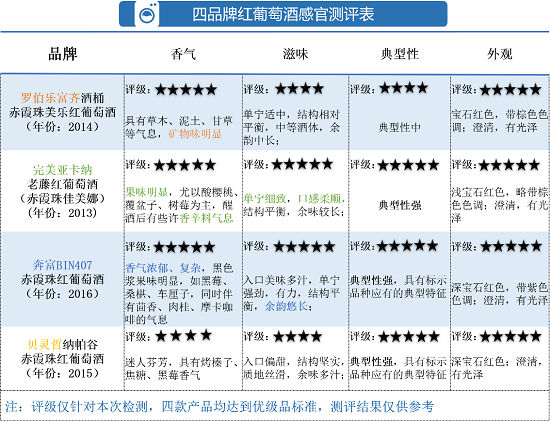 四品牌红葡萄酒感官测评表
品牌 香气 滋味 典型性 外观
罗伯乐富齐酒桶
赤霞珠美乐红葡萄酒
（年份：2014）
评级：★★★★★
具有草木、泥土、甘草
等气息，矿物味明显
评级：★★★★
单宁适中，结构相对
平衡，中等酒体，余
韵中长；
评级：★★★★
典型性中
评级：★★★★★
宝石红色，带棕色色
调；澄清，有光泽
完美亚卡纳
老藤红葡萄酒
（赤霞珠佳美娜）
（年份：2013）
评级：★★★★★
果味明显，尤以酸樱桃、
覆盆子、树莓为主，醒
酒后有些许香辛料气息
评级：★★★★★
单宁细致，口感柔顺，
结构平衡，余味较长；
评级：★★★★★
典型性强
评级：★★★★★
浅宝石红色，略带棕
色色调；澄清，有光
泽
奔富BIN407
赤霞珠红葡萄酒
（年份：2016）
评级：★★★★★
香气浓郁、复杂，黑色
浆果味明显，如黑莓、
桑椹、车厘子，同时伴
有茴香、肉桂、摩卡咖
啡的气息
评级：★★★★★
入口美味多汁，单宁
强劲，有力，结构平
衡，余韵悠长；
评级：★★★★★
典型性强，具有标示
品种应有的典型特征
评级：★★★★★
深宝石红色，带紫色
色调；澄清，有光泽
贝灵哲纳帕谷
赤霞珠红葡萄酒
（年份：2015）
评级：★★★★
迷人芬芳，具有烤榛子、
焦糖、黑莓香气
评级：★★★★
入口偏甜，结构坚实，
质地丝滑，余味多汁；
评级：★★★★★
典型性强，具有标示
品种应有的典型特征
评级：★★★★★
深宝石红色；澄清，
有光泽
注：评级仅针对本次检测，四款产品均达到优级品标准，测评结果仅供参考